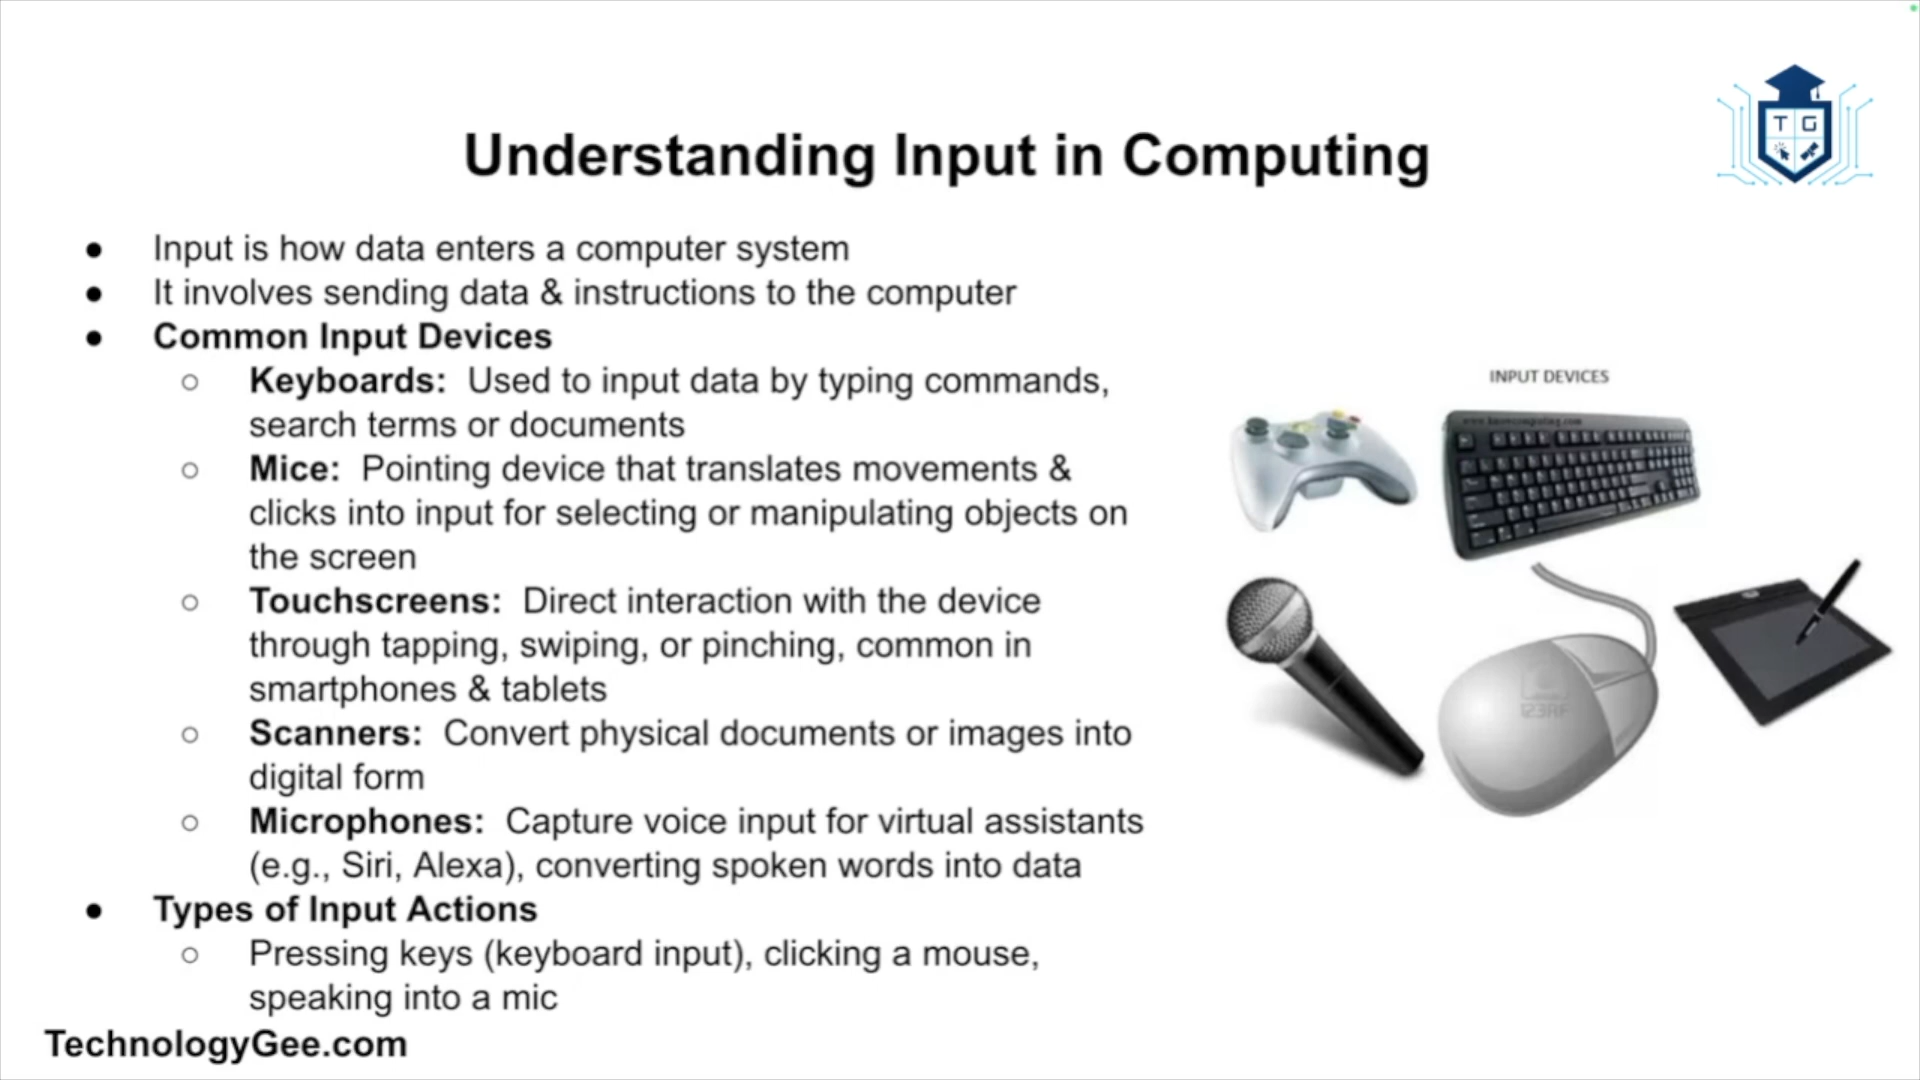 Understanding Input in Computing
T G
● Input is how data enters a computer system
● It involves sending data & instructions to the computer
● Common Input Devices
○ Keyboards: Used to input data by typing commands,
search terms or documents
○ Mice: Pointing device that translates movements &
clicks into input for selecting or manipulating objects on
the screen
○ Touchscreens: Direct interaction with the device
through tapping, swiping, or pinching, common in
smartphones & tablets
○ Scanners: Convert physical documents or images into
digital form
○ Microphones: Capture voice input for virtual assistants
(e.g., Siri, Alexa), converting spoken words into data
● Types of Input Actions
○ Pressing keys (keyboard input), clicking a mouse,
speaking into a mic
INPUT DEVICES
123RF
TechnologyGee.com